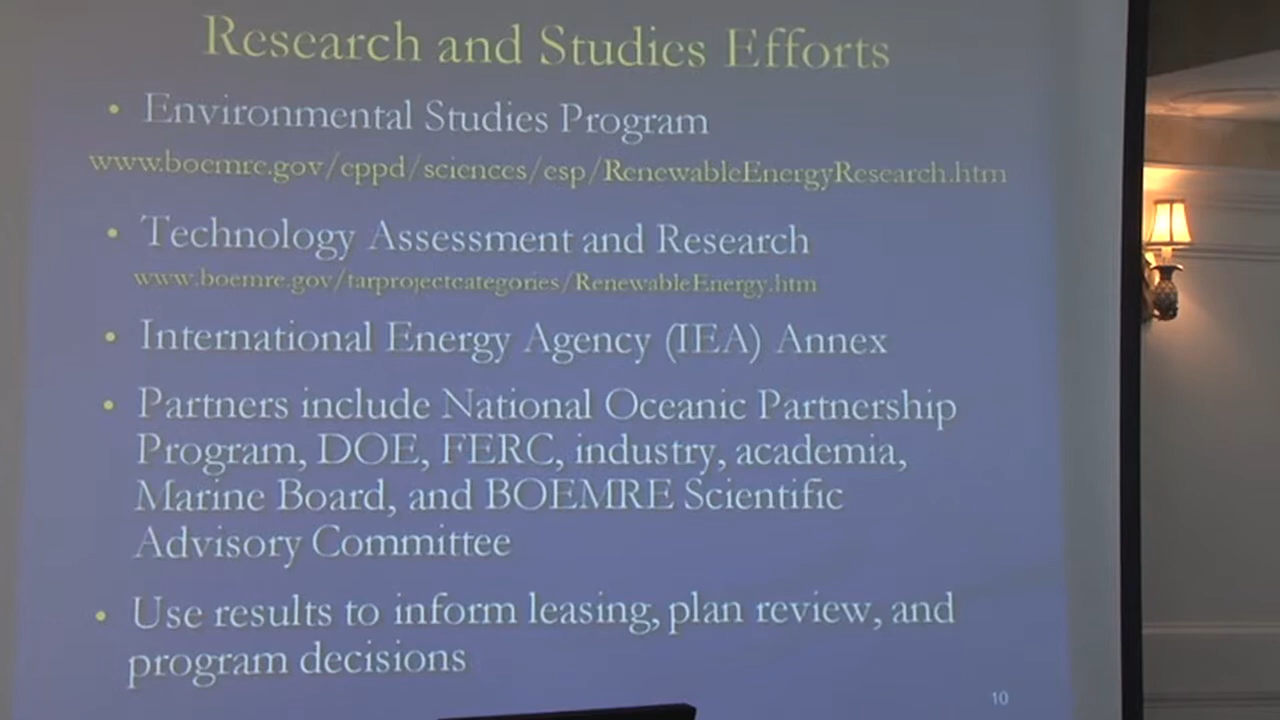 Research and Studies Efforts
• Environmental Studies Program
www.boemre.gov/eppd/sciences/esp/RenewableEnergyResearch.htm
• Technology Assessment and Research
www.boemre.gov/tarprojectcategories/RenewableEnergy.htm
• International Energy Agency (IEA) Annex
• Partners include National Oceanic Partnership
Program, DOE, FERC, industry, academia,
Marine Board, and BOEMRE Scientific
Advisory Committee
• Use results to inform leasing, plan review, and
program decisions
10